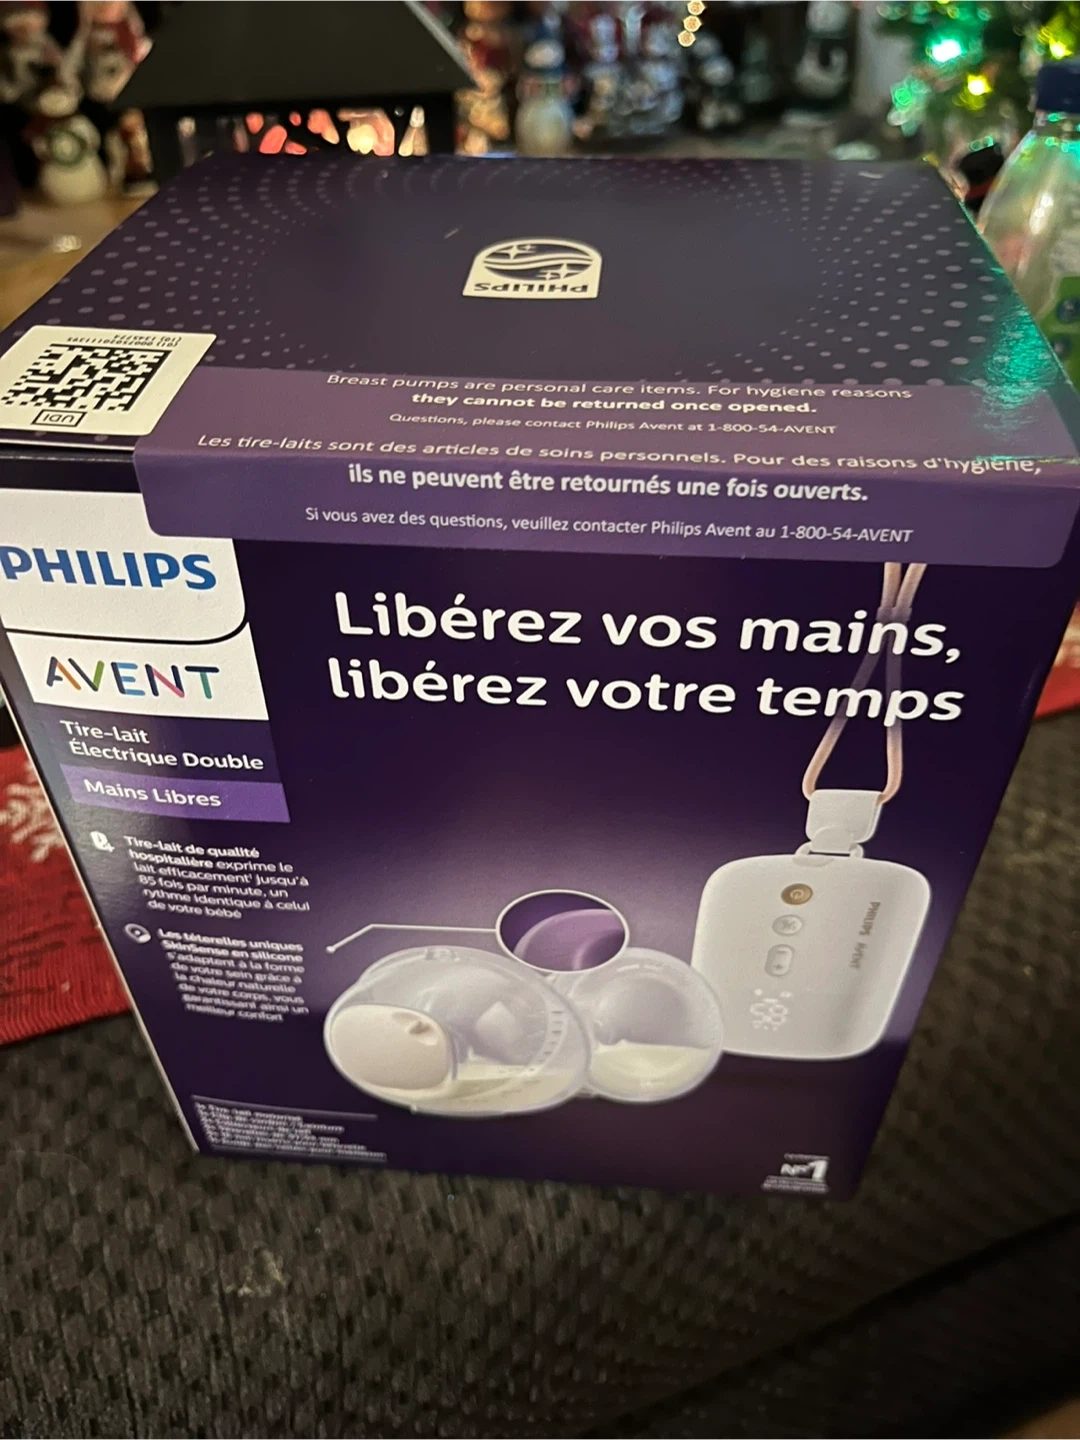 PHILIPS
UDI
Breast pumps are personal care items. For hygiene reasons
they cannot be returned once opened.
Questions, please contact Philips Avent at 1-800-54-AVENT
Les tire-laits sont des articles de soins personnels. Pour des raisons d'hygiène,
ils ne peuvent être retournés une fois ouverts.
Si vous avez des questions, veuillez contacter Philips Avent au 1-800-54-AVENT
PHILIPS
AVENT
Libérez vos mains,
libérez votre temps
Tire-lait
Électrique Double
Mains Libres
Tire-lait de qualité
hospitalière exprime le
lait efficacement¹ jusqu'à
85 fois par minute, un
rythme identique à celui
de votre bébé
Les téterelles uniques
SkinSense en silicone
s'adaptent à la forme
de votre sein grâce à
la chaleur naturelle
de votre corps, vous
garantissant ainsi un
meilleur confort
PHILIPS AVENT
N°1